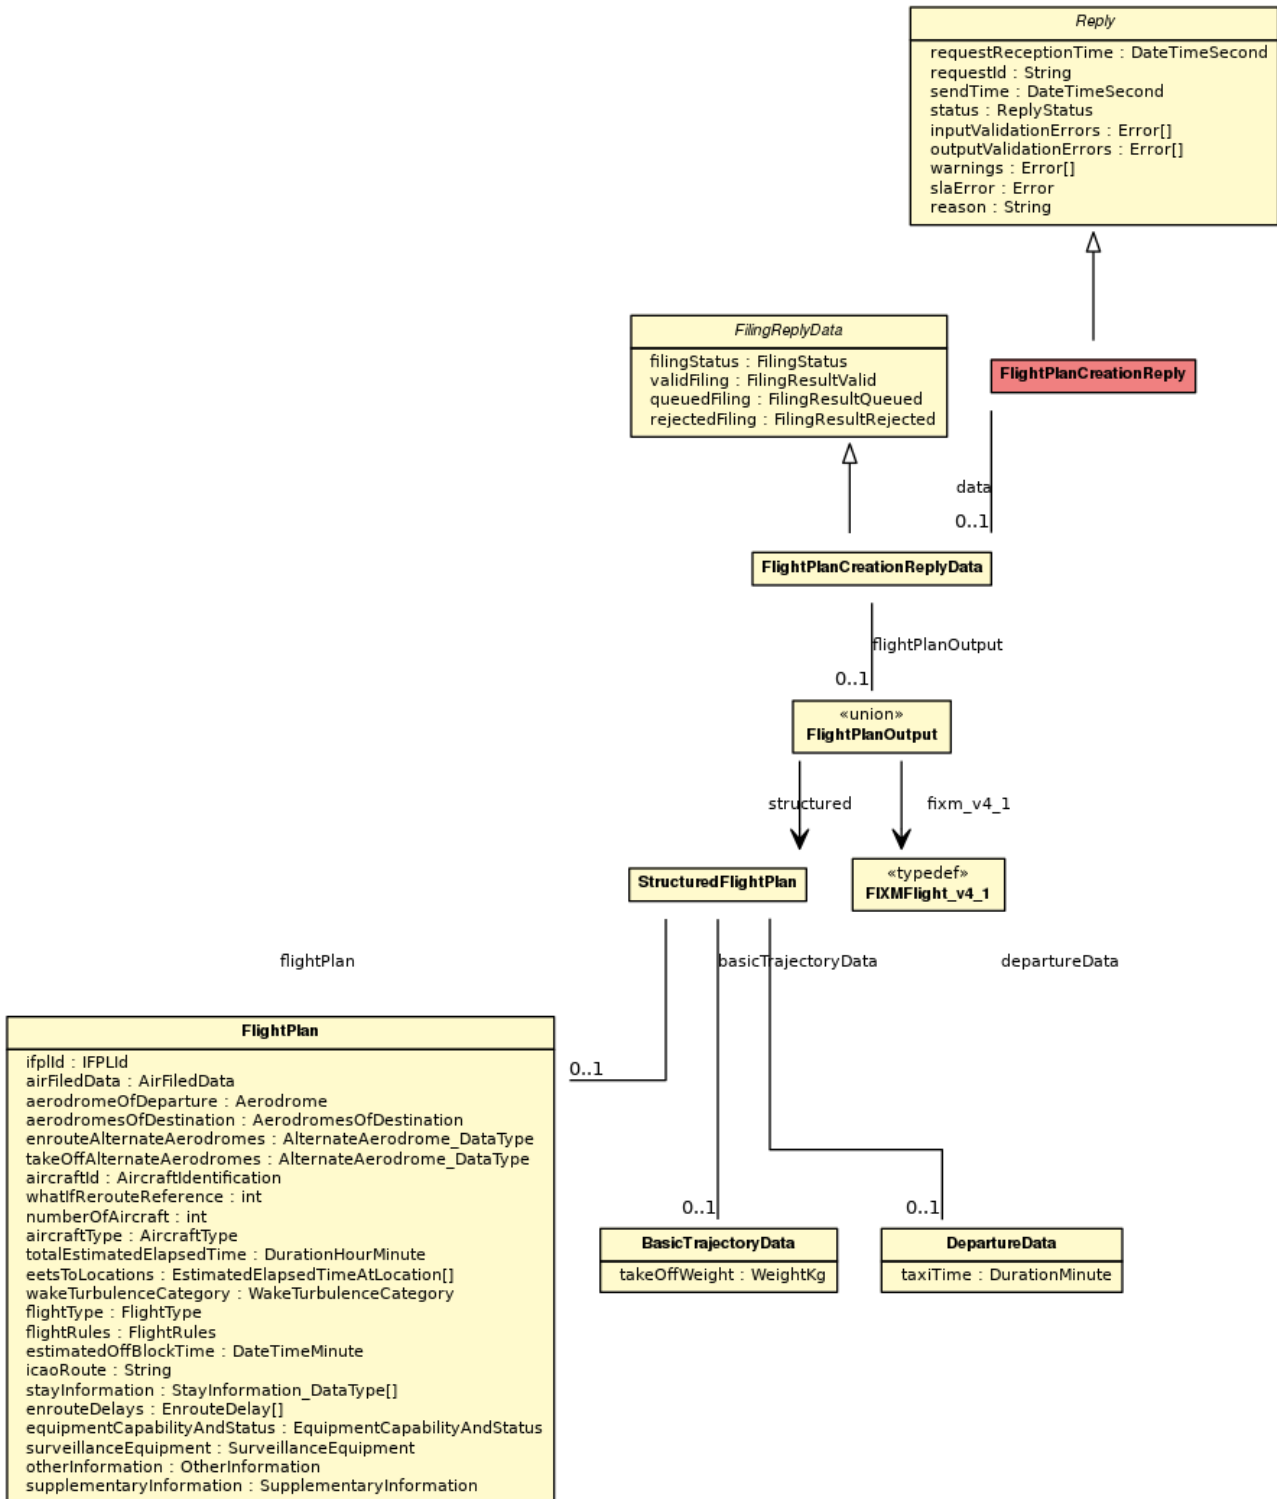 Reply
requestReceptionTime : DateTimeSecond
requestId : String
sendTime : DateTimeSecond
status : ReplyStatus
inputValidationErrors : Error[]
outputValidationErrors : Error[]
warnings : Error[]
slaError : Error
reason : String
FilingReplyData
filingStatus : FilingStatus
validFiling : FilingResultValid
queuedFiling : FilingResultQueued
rejectedFiling : FilingResultRejected
FlightPlanCreationReply
data
0..1
FlightPlanCreationReplyData
flightPlanOutput
0..1
«union»
FlightPlanOutput
structured
fixm_v4_1
StructuredFlightPlan
«typedef»
FIXMFlight_v4_1
flightPlan
basicTrajectoryData
departureData
FlightPlan
ifplId : IFPLId
airFiledData : AirFiledData
aerodromeOfDeparture : Aerodrome
aerodromesOfDestination : AerodromesOfDestination
enrouteAlternateAerodromes : AlternateAerodrome_DataType
takeOffAlternateAerodromes : AlternateAerodrome_DataType
aircraftId : AircraftIdentification
whatIfRerouteReference : int
numberOfAircraft : int
aircraftType : AircraftType
totalEstimatedElapsedTime : DurationHourMinute
eetsToLocations : EstimatedElapsedTimeAtLocation[]
wakeTurbulenceCategory : WakeTurbulenceCategory
flightType : FlightType
flightRules : FlightRules
estimatedOffBlockTime : DateTimeMinute
icaoRoute : String
stayInformation : StayInformation_DataType[]
enrouteDelays : EnrouteDelay[]
equipmentCapabilityAndStatus : EquipmentCapabilityAndStatus
surveillanceEquipment : SurveillanceEquipment
otherInformation : OtherInformation
supplementaryInformation : SupplementaryInformation
0..1
0..1
BasicTrajectoryData
takeOffWeight : WeightKg
0..1
DepartureData
taxiTime : DurationMinute